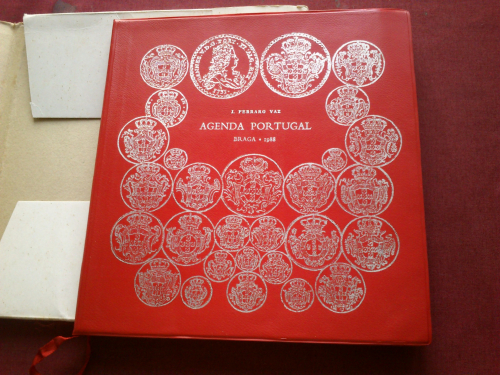 J. FERRARO VAZ
AGENDA PORTUGAL
BRAGA • 1988